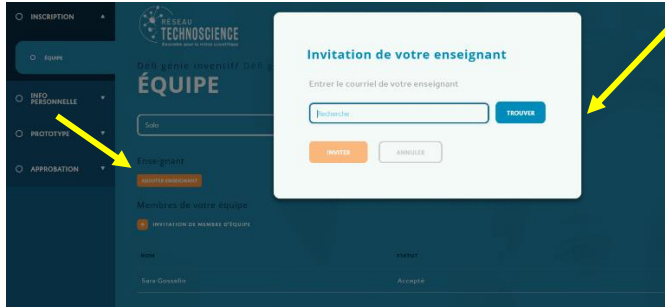 INSCRIPTION
Équipe
INFO
PERSONNELLE
PROTOTYPE
APPROBATION
RÉSEAU
TECHNOSCIENCE
Défi génie inventif Défi g
ÉQUIPE
Solo
Enseignant
AJOUTER ENSEIGNANT
Membres de votre équipe
+ INVITATION DE MEMBRE D'ÉQUIPE
NOM
STATUT
Sara Gosselin
Accepté
Invitation de votre enseignant
Entrer le courriel de votre enseignant
Recherche
TROUVER
INVITER
ANNULER